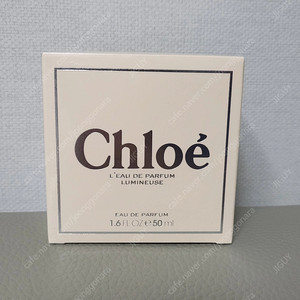 Chloé
L'EAU DE PARFUM
LUMINEUSE
EAU DE PARFUM
1.6 FL OZ e 50 ml